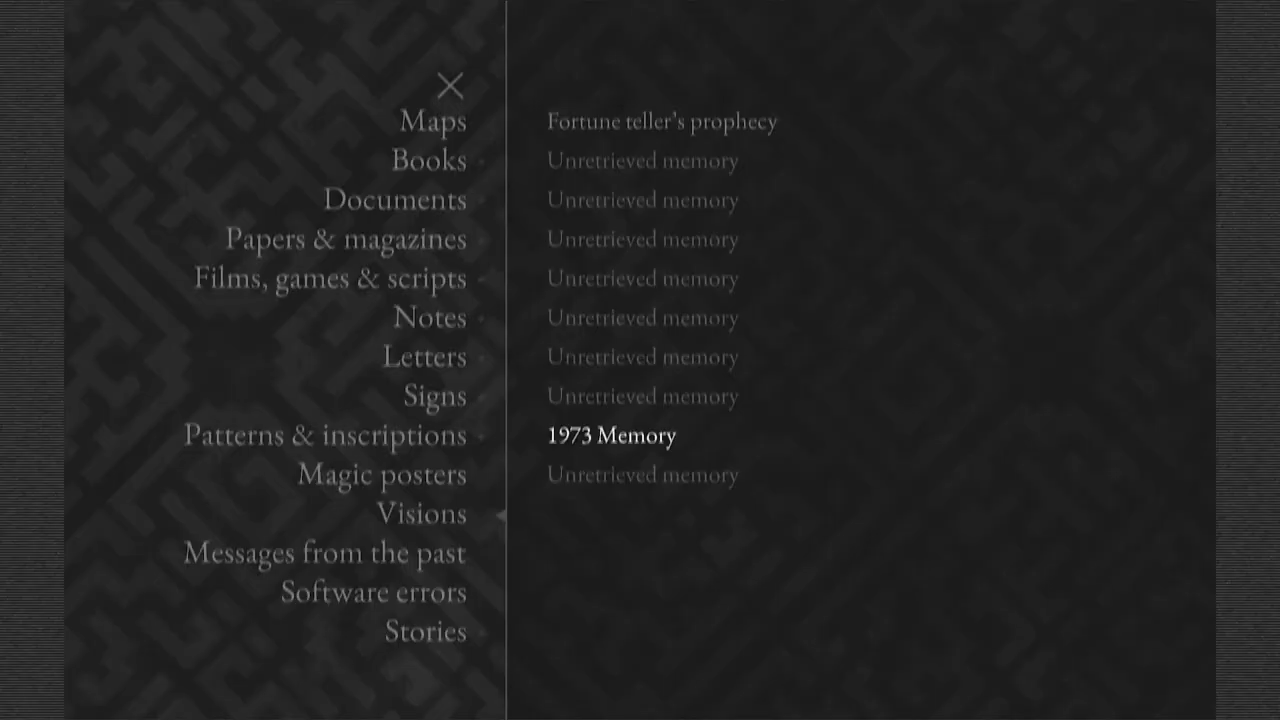 Maps
Books
Documents
Papers & magazines
Films, games & scripts
Notes
Letters
Signs
Patterns & inscriptions
Magic posters
Visions
Messages from the past
Software errors
Stories
Fortune teller's prophecy
Unretrieved memory
Unretrieved memory
Unretrieved memory
Unretrieved memory
Unretrieved memory
Unretrieved memory
Unretrieved memory
1973 Memory
Unretrieved memory